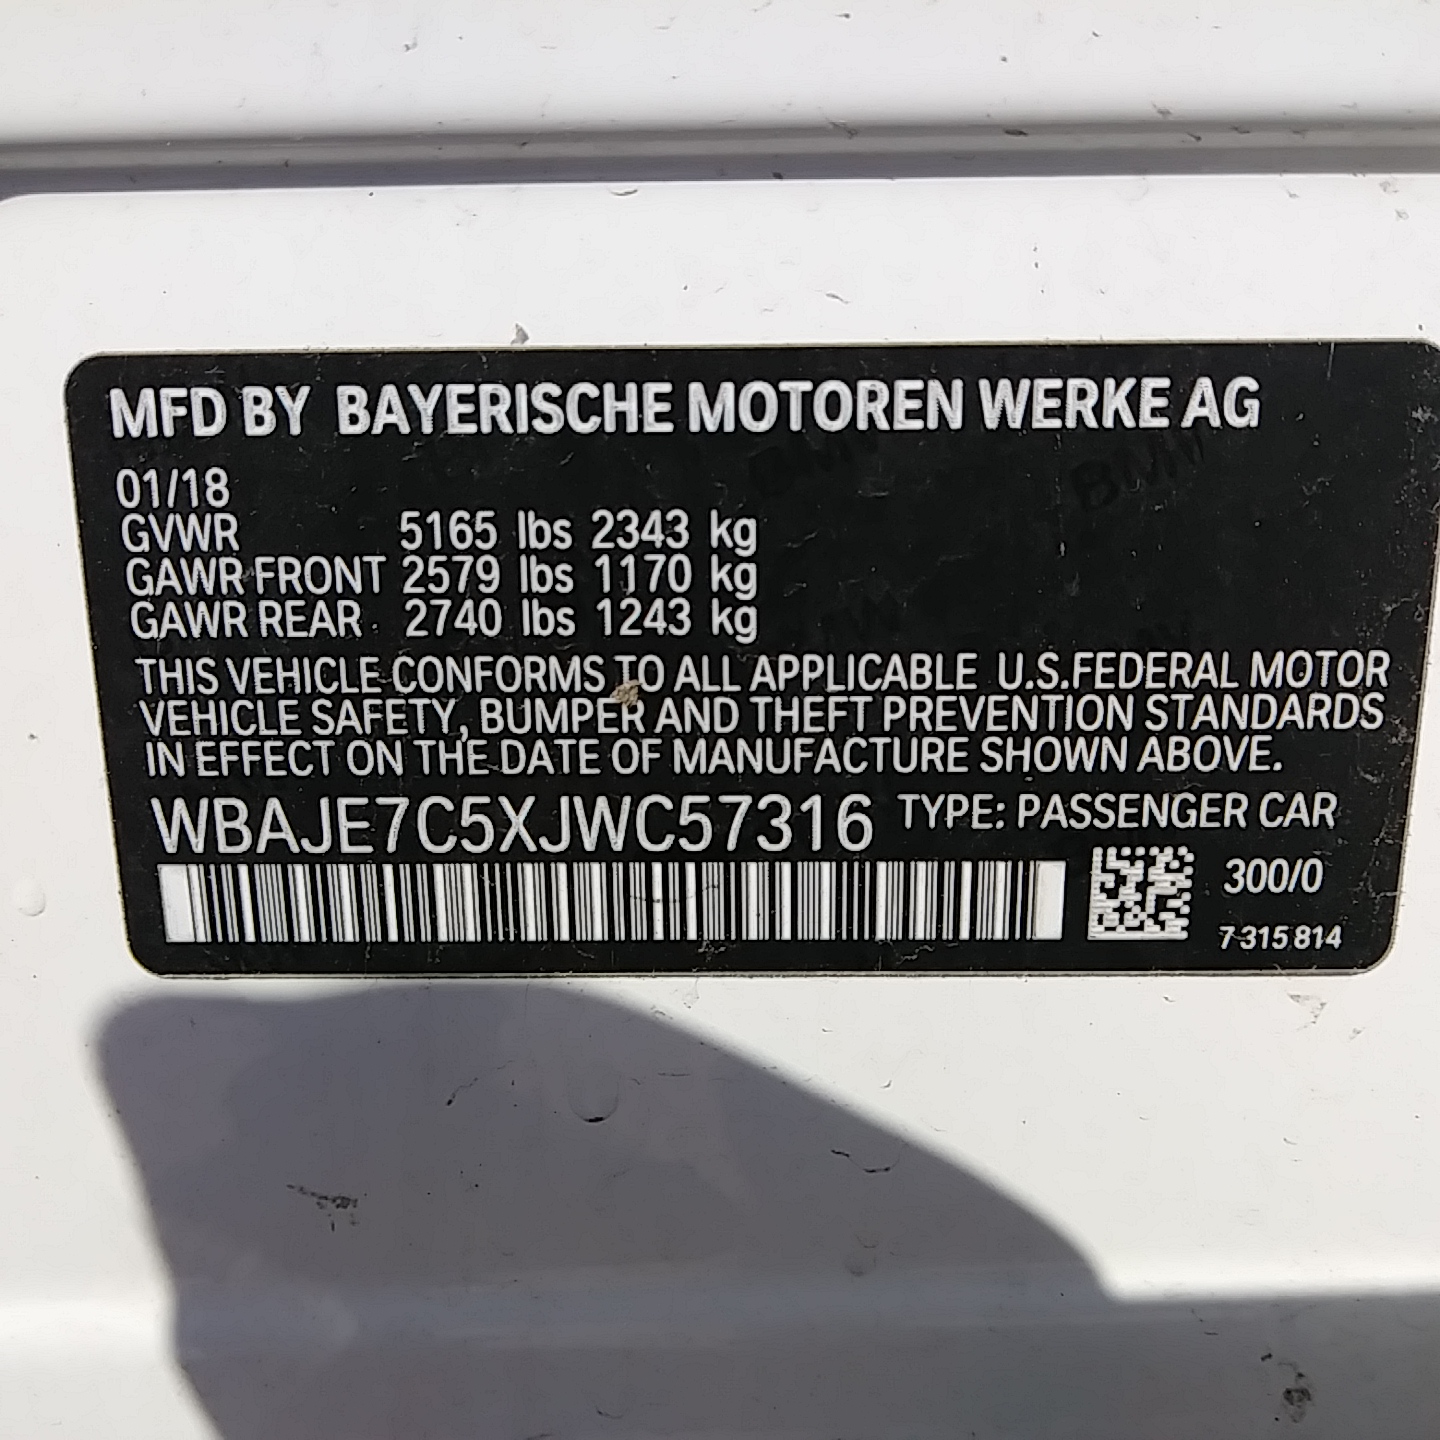 MFD BY BAYERISCHE MOTOREN WERKE AG
01/18
GVWR 5165 lbs 2343 kg
GAWR FRONT 2579 lbs 1170 kg
GAWR REAR 2740 lbs 1243 kg
THIS VEHICLE CONFORMS TO ALL APPLICABLE U.S.FEDERAL MOTOR
VEHICLE SAFETY, BUMPER AND THEFT PREVENTION STANDARDS
IN EFFECT ON THE DATE OF MANUFACTURE SHOWN ABOVE.
WBAJE7C5XJWC57316 TYPE: PASSENGER CAR
300/0
7 315 814